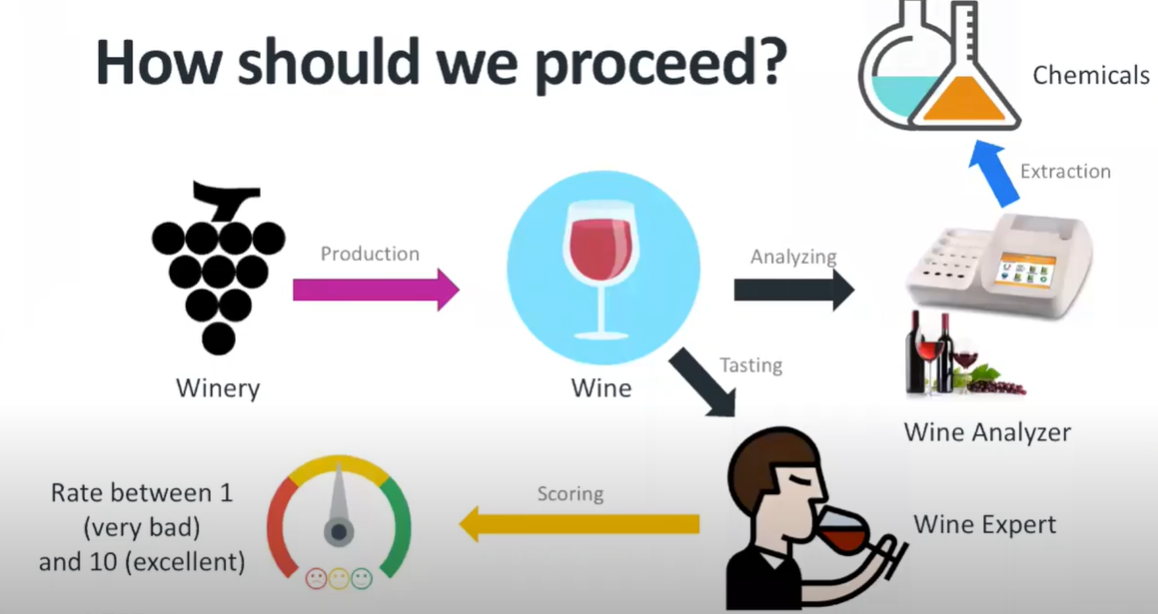 How should we proceed?
Chemicals
Extraction
Production
Analyzing
Winery
Wine
Tasting
Wine Analyzer
Rate between 1
(very bad)
and 10 (excellent)
Scoring
Wine Expert